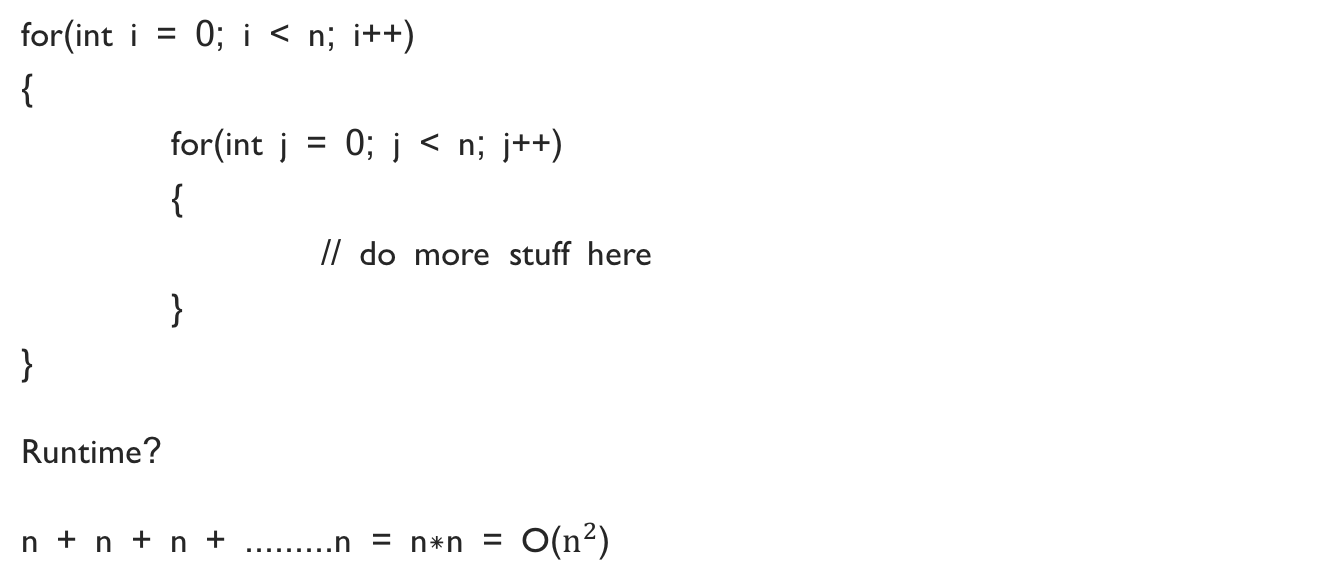 for(int i = 0; i < n; i++)
{
for(int j = 0; j < n; j++)
{
// do more stuff here
}
}
Runtime?
n + n + n + .........n = n*n = O(n²)